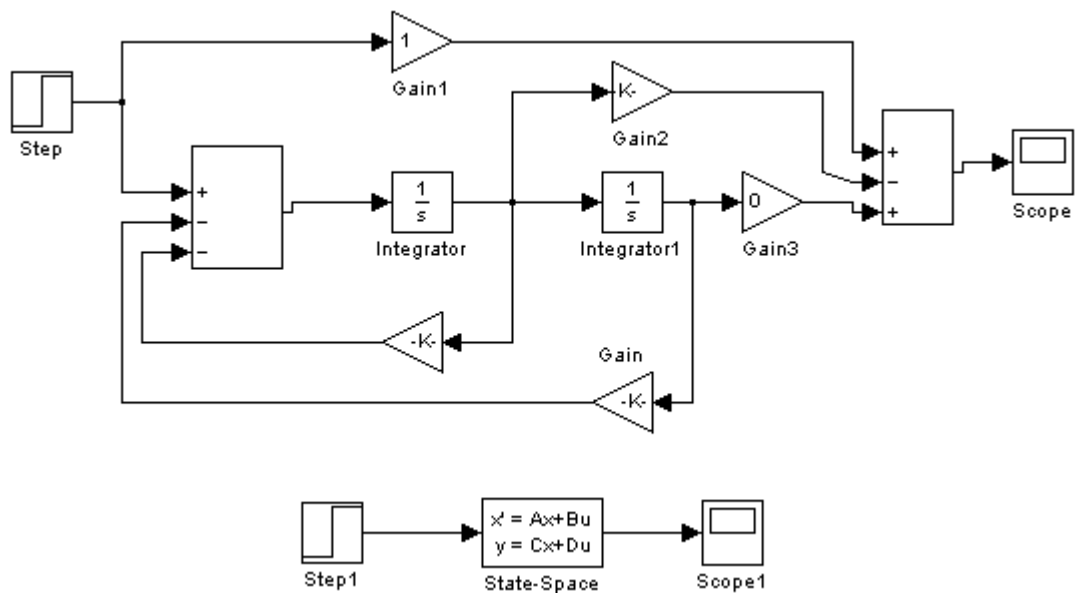 1
Gain1
Step
K-
Gain2
+
−
−
1
s
Integrator
1
s
Integrator1
0
Gain3
+
−
+
Scope
-K-
Gain
-K-
Step1
x' = Ax+Bu
y = Cx+Du
State-Space
Scope1